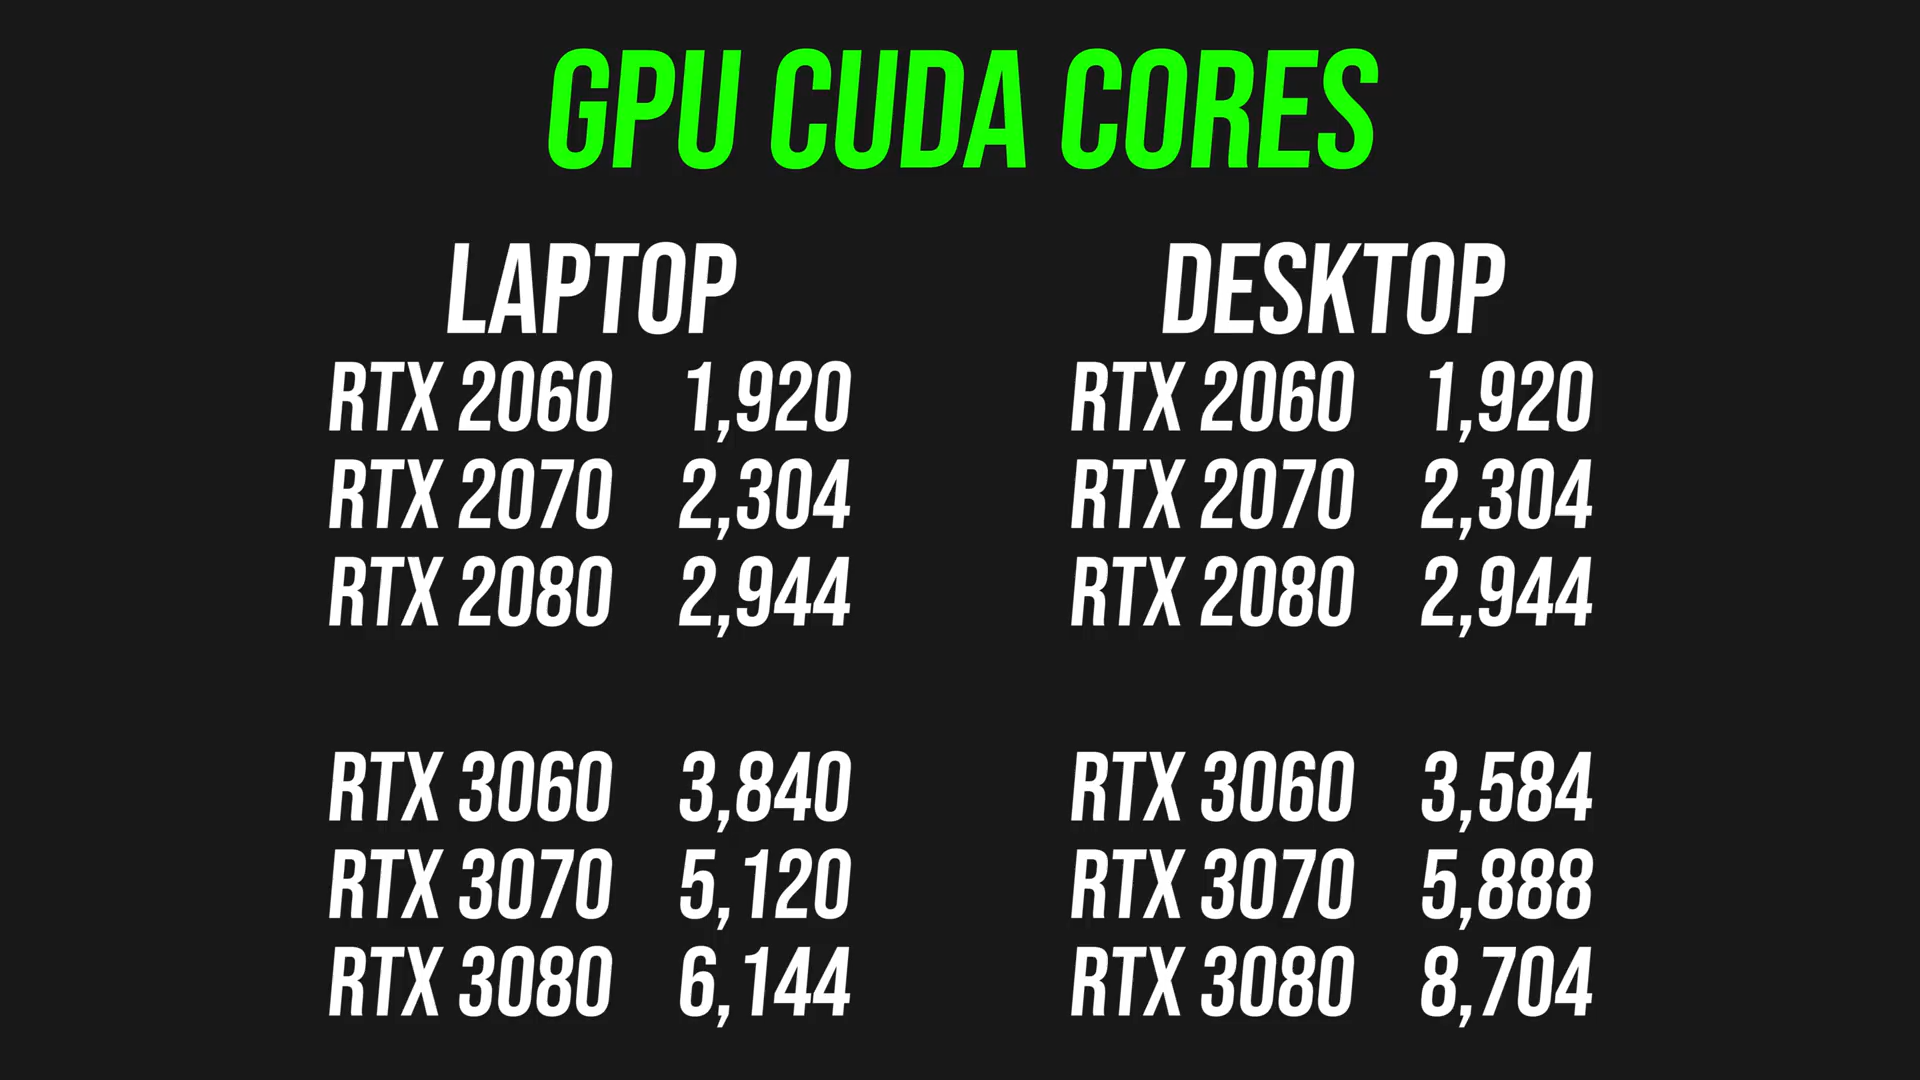 GPU CUDA CORES
LAPTOP
RTX 2060 1,920
RTX 2070 2,304
RTX 2080 2,944
RTX 3060 3,840
RTX 3070 5,120
RTX 3080 6,144
DESKTOP
RTX 2060 1,920
RTX 2070 2,304
RTX 2080 2,944
RTX 3060 3,584
RTX 3070 5,888
RTX 3080 8,704